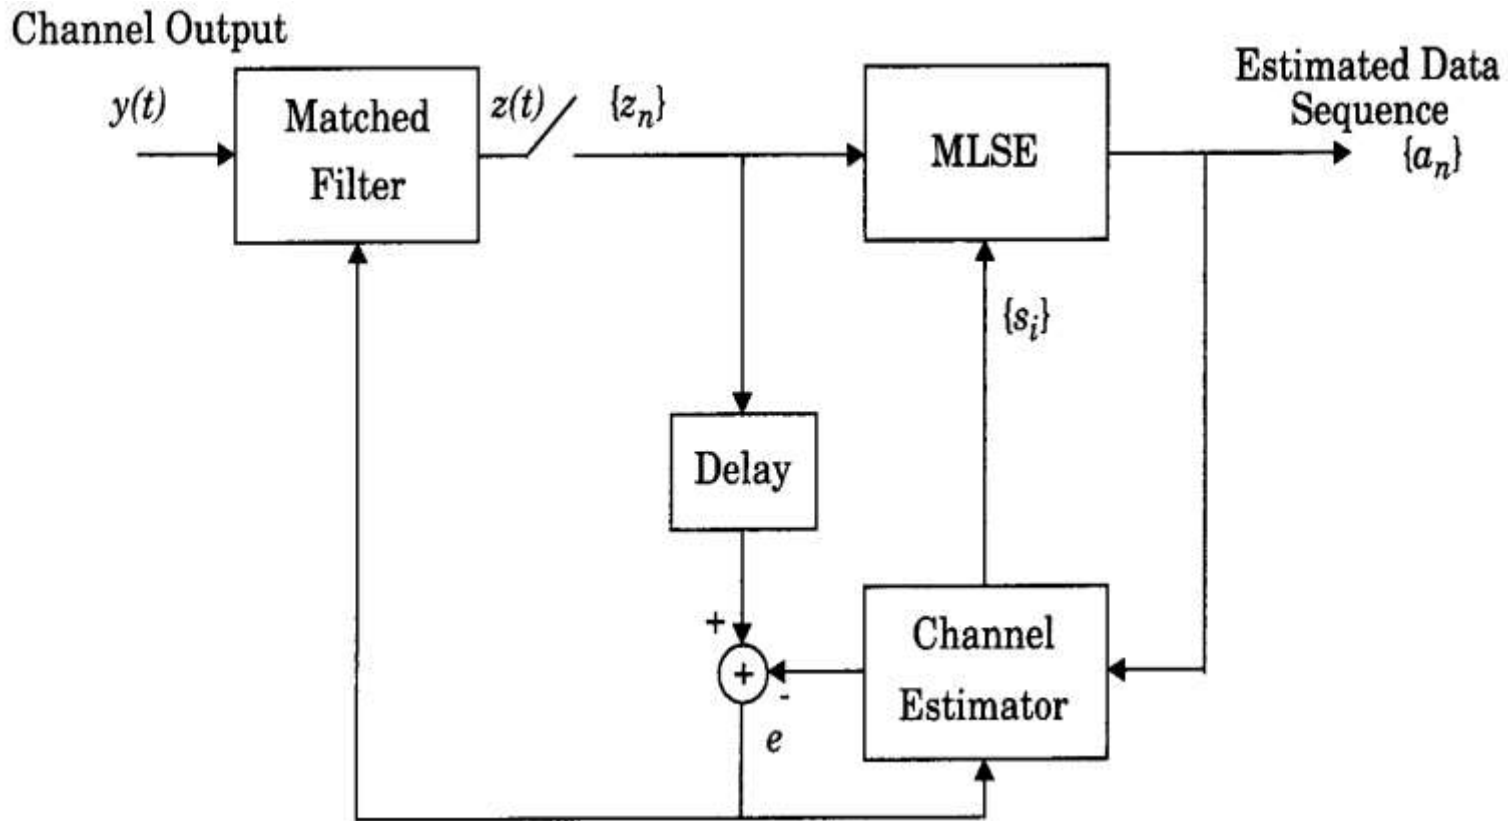 Channel Output
y(t)
Matched
Filter
z(t)
{z_n}
MLSE
Estimated Data
Sequence
{a_n}
{s_i}
Delay
+
+
-
e
Channel
Estimator